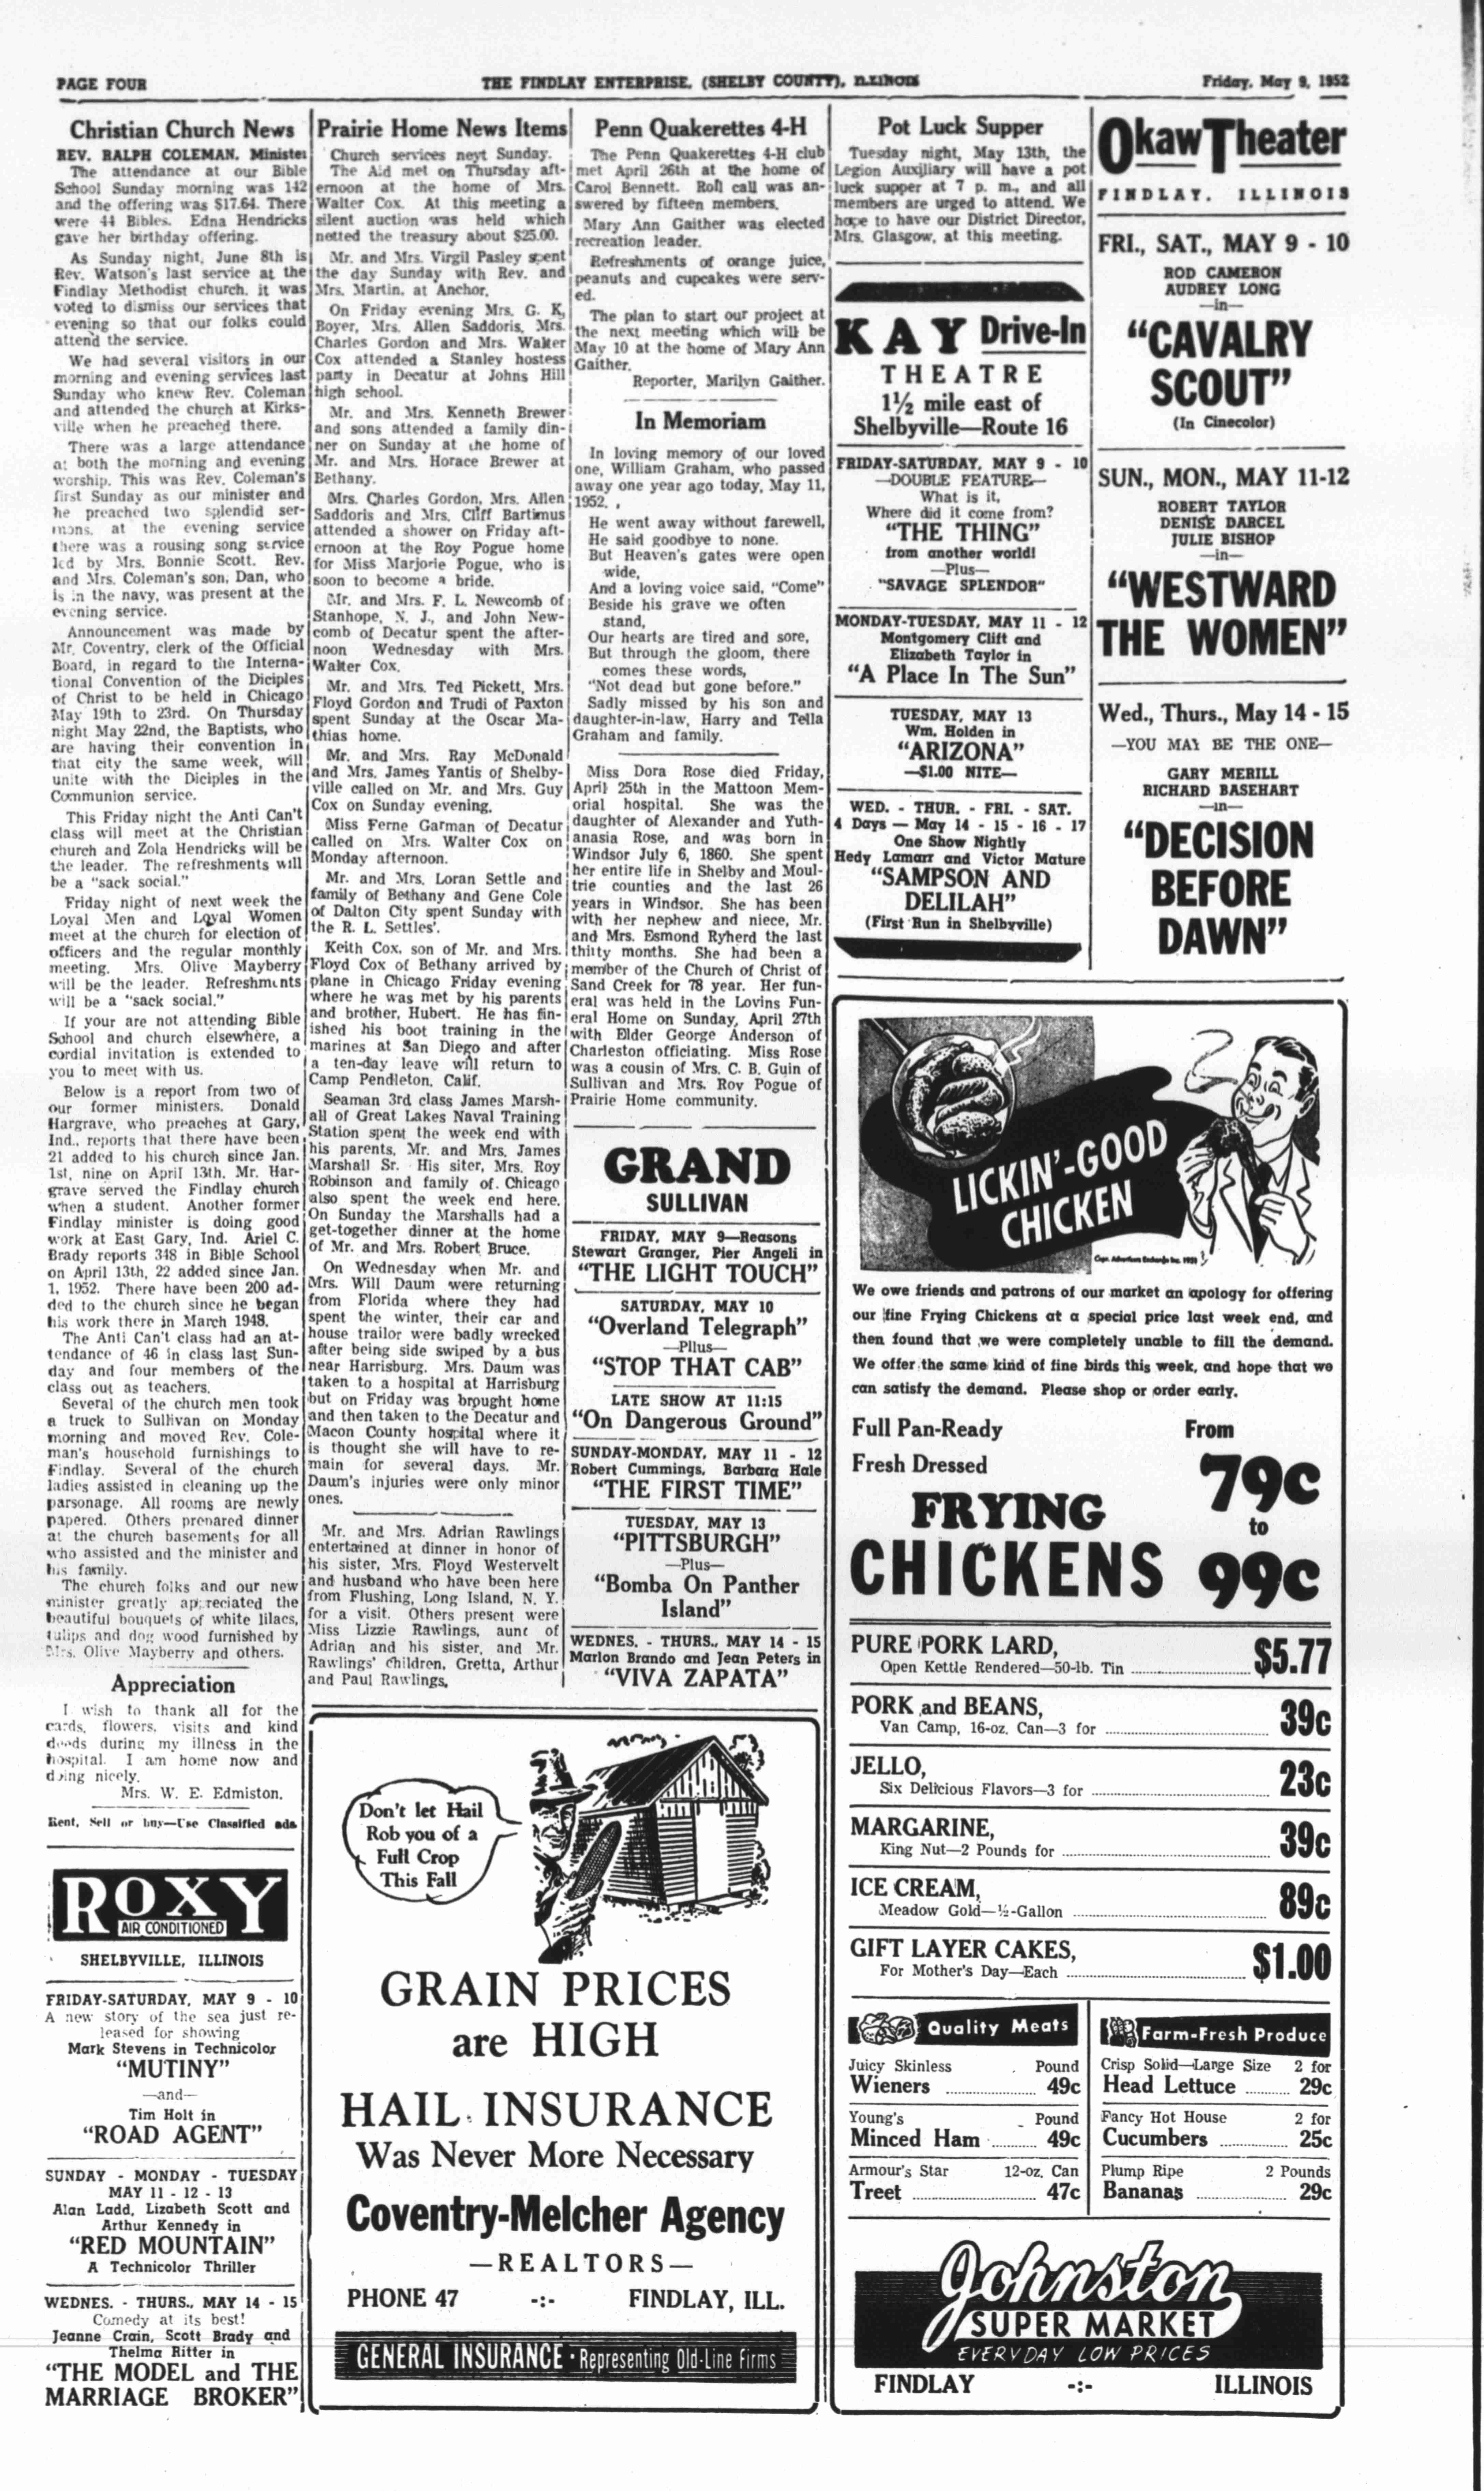 PAGE FOUR
THE FINDLAY ENTERPRISE, (SHELBY COUNTY), ILLINOIS
Friday, May 9, 1952
Christian Church News
REV. RALPH COLEMAN, Minister
The attendance at our Bible
School Sunday morning was 142
and the offering was $17.64. There
were 44 Bibles. Edna Hendricks
gave her birthday offering.
As Sunday night, June 8th is
Rev. Watson's last service at the
Findlay Methodist church, it was
voted to dismiss our services that
evening so that our folks could
attend the service.
We had several visitors in our
morning and evening services last
Sunday who knew Rev. Coleman
and attended the church at Kirks-
ville when he preached there.
There was a large attendance
at both the morning and evening
worship. This was Rev. Coleman's
first Sunday as our minister and
he preached two splendid ser-
mons. at the evening service
there was a rousing song service
led by Mrs. Bonnie Scott. Rev.
and Mrs. Coleman's son, Dan, who
is in the navy, was present at the
evening service.
Announcement was made by
Mr. Coventry, clerk of the Official
Board, in regard to the Interna-
tional Convention of the Diciples
of Christ to be held in Chicago
May 19th to 23rd. On Thursday
night May 22nd, the Baptists, who
are having their convention in
that city the same week, will
unite with the Diciples in the
Communion service.
This Friday night the Anti Can't
class will meet at the Christian
church and Zola Hendricks will be
the leader. The refreshments will
be a "sack social."
Friday night of next week the
Loyal Men and Loyal Women
meet at the church for election of
officers and the regular monthly
meeting. Mrs. Olive Mayberry
will be the leader. Refreshments
will be a "sack social."
If your are not attending Bible
School and church elsewhere, a
cordial invitation is extended to
you to meet with us.
Below is a report from two of
our former ministers. Donald
Hargrave, who preaches at Gary,
Ind., reports that there have been
21 added to his church since Jan.
1st, nine on April 13th. Mr. Har-
grave served the Findlay church
when a student. Another former
Findlay minister is doing good
work at East Gary, Ind. Ariel C.
Brady reports 348 in Bible School
on April 13th, 22 added since Jan.
1, 1952. There have been 200 ad-
ded to the church since he began
his work there in March 1948.
The Anti Can't class had an at-
tendance of 46 in class last Sun-
day and four members of the
class out as teachers.
Several of the church men took
a truck to Sullivan on Monday
morning and moved Rev. Cole-
man's household furnishings to
Findlay. Several of the church
ladies assisted in cleaning up the
parsonage. All rooms are newly
papered. Others prenared dinner
at the church basements for all
who assisted and the minister and
his family.
The church folks and our new
minister greatly appreciated the
beautiful bouquets of white lilacs,
tulips and dog wood furnished by
Mrs. Olive Mayberry and others.
Appreciation
I wish to thank all for the
cards, flowers, visits and kind
deeds during my illness in the
hospital. I am home now and
doing nicely.
Mrs. W. E. Edmiston.
Rent, Sell or buy—Use Classified ads
ROXY
AIR CONDITIONED
SHELBYVILLE, ILLINOIS
FRIDAY-SATURDAY, MAY 9 - 10
A new story of the sea just re-
leased for showing
Mark Stevens in Technicolor
"MUTINY"
—and—
Tim Holt in
"ROAD AGENT"
SUNDAY - MONDAY - TUESDAY
MAY 11 - 12 - 13
Alan Ladd, Lizabeth Scott and
Arthur Kennedy in
"RED MOUNTAIN"
A Technicolor Thriller
WEDNES. - THURS., MAY 14 - 15
Comedy at its best!
Jeanne Crain, Scott Brady and
Thelma Ritter in
"THE MODEL and THE
MARRIAGE BROKER"
Prairie Home News Items
Church services neyt Sunday.
The Aid met on Thursday aft-
ernoon at the home of Mrs.
Walter Cox. At this meeting a
silent auction was held which
netted the treasury about $25.00.
Mr. and Mrs. Virgil Pasley spent
the day Sunday with Rev. and
Mrs. Martin, at Anchor.
On Friday evening Mrs. G. K.
Boyer, Mrs. Allen Saddoris, Mrs.
Charles Gordon and Mrs. Walter
Cox attended a Stanley hostess
party in Decatur at Johns Hill
high school.
Mr. and Mrs. Kenneth Brewer
and sons attended a family din-
ner on Sunday at the home of
Mr. and Mrs. Horace Brewer at
Bethany.
Mrs. Charles Gordon, Mrs. Allen
Saddoris and Mrs. Cliff Bartimus
attended a shower on Friday aft-
ernoon at the Roy Pogue home
for Miss Marjorie Pogue, who is
soon to become a bride.
Mr. and Mrs. F. L. Newcomb of
Stanhope, N. J., and John New-
comb of Decatur spent the after-
noon Wednesday with Mrs.
Walter Cox.
Mr. and Mrs. Ted Pickett, Mrs.
Floyd Gordon and Trudi of Paxton
spent Sunday at the Oscar Ma-
thias home.
Mr. and Mrs. Ray McDonald
and Mrs. James Yantis of Shelby-
ville called on Mr. and Mrs. Guy
Cox on Sunday evening.
Miss Ferne Garman of Decatur
called on Mrs. Walter Cox on
Monday afternoon.
Mr. and Mrs. Loran Settle and
family of Bethany and Gene Cole
of Dalton City spent Sunday with
the R. L. Settles'.
Keith Cox, son of Mr. and Mrs.
Floyd Cox of Bethany arrived by
plane in Chicago Friday evening
where he was met by his parents
and brother, Hubert. He has fin-
ished his boot training in the
marines at San Diego and after
a ten-day leave will return to
Camp Pendleton, Calif.
Seaman 3rd class James Marsh-
all of Great Lakes Naval Training
Station spent the week end with
his parents, Mr. and Mrs. James
Marshall Sr. His siter, Mrs. Roy
Robinson and family of. Chicago
also spent the week end here.
On Sunday the Marshalls had a
get-together dinner at the home
of Mr. and Mrs. Robert Bruce.
On Wednesday when Mr. and
Mrs. Will Daum were returning
from Florida where they had
spent the winter, their car and
house trailor were badly wrecked
after being side swiped by a bus
near Harrisburg. Mrs. Daum was
taken to a hospital at Harrisburg
but on Friday was brought home
and then taken to the Decatur and
Macon County hospital where it
is thought she will have to re-
main for several days. Mr.
Daum's injuries were only minor
ones.
Mr. and Mrs. Adrian Rawlings
entertained at dinner in honor of
his sister, Mrs. Floyd Westervelt
and husband who have been here
from Flushing, Long Island, N. Y.
for a visit. Others present were
Miss Lizzie Rawlings, aunt of
Adrian and his sister, and Mr.
Rawlings' children, Gretta, Arthur
and Paul Rawlings.
Penn Quakerettes 4-H
The Penn Quakerettes 4-H club
met April 26th at the home of
Carol Bennett. Roll call was an-
swered by fifteen members.
Mary Ann Gaither was elected
recreation leader.
Refreshments of orange juice,
peanuts and cupcakes were serv-
ed.
The plan to start our project at
the next meeting which will be
May 10 at the home of Mary Ann
Gaither.
Reporter, Marilyn Gaither.
In Memoriam
In loving memory of our loved
one, William Graham, who passed
away one year ago today, May 11,
1952.
He went away without farewell,
He said goodbye to none.
But Heaven's gates were open
wide,
And a loving voice said, "Come"
Beside his grave we often
stand,
Our hearts are tired and sore,
But through the gloom, there
comes these words,
"Not dead but gone before."
Sadly missed by his son and
daughter-in-law, Harry and Tella
Graham and family.
Miss Dora Rose died Friday,
April 25th in the Mattoon Mem-
orial hospital. She was the
daughter of Alexander and Yuth-
anasia Rose, and was born in
Windsor July 6, 1860. She spent
her entire life in Shelby and Moul-
trie counties and the last 26
years in Windsor. She has been
with her nephew and niece, Mr.
and Mrs. Esmond Ryherd the last
thitty months. She had been a
member of the Church of Christ of
Sand Creek for 78 year. Her fun-
eral was held in the Lovins Fun-
eral Home on Sunday, April 27th
with Elder George Anderson of
Charleston officiating. Miss Rose
was a cousin of Mrs. C. B. Guin of
Sullivan and Mrs. Roy Pogue of
Prairie Home community.
GRAND
SULLIVAN
FRIDAY, MAY 9—Reasons
Stewart Granger, Pier Angeli in
"THE LIGHT TOUCH"
SATURDAY, MAY 10
"Overland Telegraph"
—Pllus—
"STOP THAT CAB"
LATE SHOW AT 11:15
"On Dangerous Ground"
SUNDAY-MONDAY, MAY 11 - 12
Robert Cummings, Barbara Hale
"THE FIRST TIME"
TUESDAY, MAY 13
"PITTSBURGH"
—Plus—
"Bomba On Panther
Island"
WEDNES. - THURS., MAY 14 - 15
Marlon Brando and Jean Peters in
"VIVA ZAPATA"
Don't let Hail
Rob you of a
Full Crop
This Fall
GRAIN PRICES
are HIGH
HAIL INSURANCE
Was Never More Necessary
Coventry-Melcher Agency
—REALTORS—
PHONE 47 -:- FINDLAY, ILL.
GENERAL INSURANCE • Representing Old-Line Firms
Pot Luck Supper
Tuesday night, May 13th, the
Legion Auxiliary will have a pot
luck supper at 7 p. m., and all
members are urged to attend. We
hope to have our District Director,
Mrs. Glasgow, at this meeting.
KAY Drive-In
THEATRE
1½ mile east of
Shelbyville—Route 16
FRIDAY-SATURDAY, MAY 9 - 10
—DOUBLE FEATURE—
What is it,
Where did it come from?
"THE THING"
from another world!
—Plus—
"SAVAGE SPLENDOR"
MONDAY-TUESDAY, MAY 11 - 12
Montgomery Clift and
Elizabeth Taylor in
"A Place In The Sun"
TUESDAY, MAY 13
Wm. Holden in
"ARIZONA"
—$1.00 NITE—
WED. - THUR. - FRI. - SAT.
4 Days — May 14 - 15 - 16 - 17
One Show Nightly
Hedy Lamarr and Victor Mature
"SAMPSON AND
DELILAH"
(First Run in Shelbyville)
Okaw Theater
FINDLAY, ILLINOIS
FRI., SAT., MAY 9 - 10
ROD CAMERON
AUDREY LONG
—in—
"CAVALRY
SCOUT"
(In Cinecolor)
SUN., MON., MAY 11-12
ROBERT TAYLOR
DENISE DARCEL
JULIE BISHOP
—in—
"WESTWARD
THE WOMEN"
Wed., Thurs., May 14 - 15
—YOU MAY BE THE ONE—
GARY MERILL
RICHARD BASEHART
—in—
"DECISION
BEFORE
DAWN"
LICKIN'-GOOD
CHICKEN
We owe friends and patrons of our market an apology for offering
our fine Frying Chickens at a special price last week end, and
then found that we were completely unable to fill the demand.
We offer the same kind of fine birds this week, and hope that we
can satisfy the demand. Please shop or order early.
Full Pan-Ready From
Fresh Dressed
FRYING
CHICKENS
79c
to
99c
PURE PORK LARD,
Open Kettle Rendered—50-lb. Tin $5.77
PORK and BEANS,
Van Camp, 16-oz. Can—3 for 39c
JELLO,
Six Delicious Flavors—3 for 23c
MARGARINE,
King Nut—2 Pounds for 39c
ICE CREAM,
Meadow Gold—½-Gallon 89c
GIFT LAYER CAKES,
For Mother's Day—Each $1.00
Quality Meats
Juicy Skinless Pound
Wieners 49c
Young's Pound
Minced Ham 49c
Armour's Star 12-oz. Can
Treet 47c
Farm-Fresh Produce
Crisp Solid—Large Size 2 for
Head Lettuce 29c
Fancy Hot House 2 for
Cucumbers 25c
Plump Ripe 2 Pounds
Bananas 29c
Johnston
SUPER MARKET
EVERYDAY LOW PRICES
FINDLAY -:- ILLINOIS